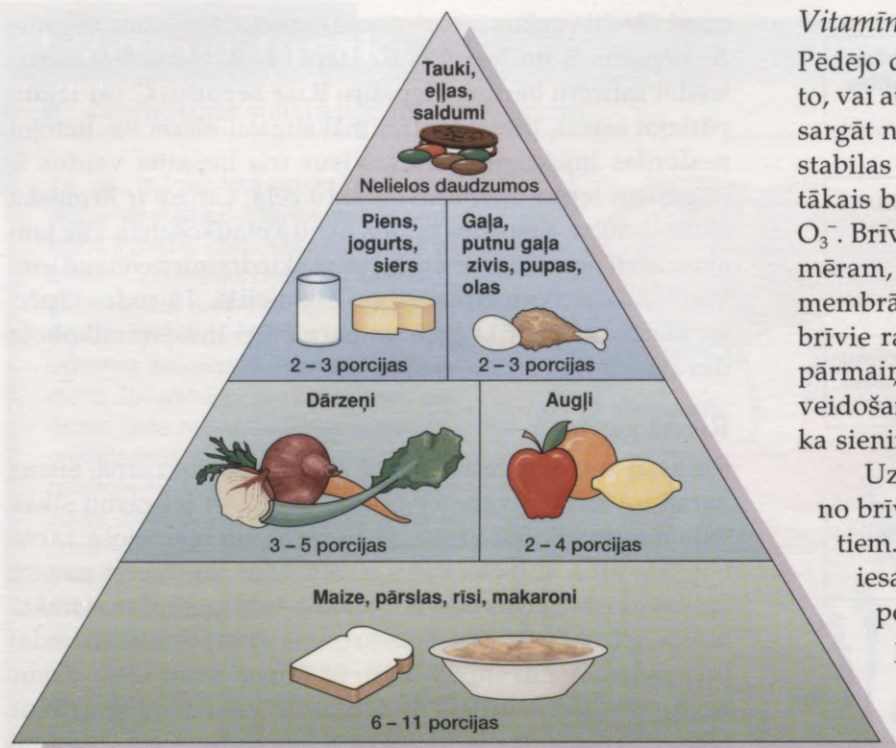 Tauki,
eļļas,
saldumi
Nelielos daudzumos
Piens,
jogurts,
siers
2 – 3 porcijas
Gaļa,
putnu gaļa
zivis, pupas,
olas
2 – 3 porcijas
Dārzeņi
3 – 5 porcijas
Augļi
2 – 4 porcijas
Maize, pārslas, rīsi, makaroni
6 – 11 porcijas
Vitamīn
Pēdējo
to, vai
sargāt n
stabilas
tākais b
O₃⁻. Brīv
mēram,
membrā
brīvie ra
pārmaiņ
veidošan
ka sienin
Uz
no brīv
tiem.
iesa